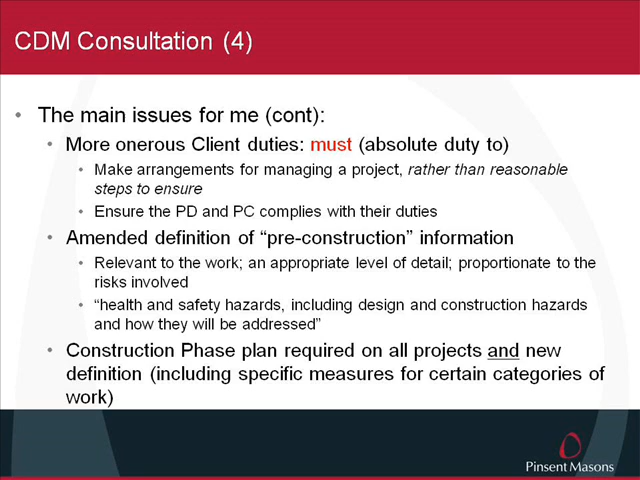 CDM Consultation (4)
• The main issues for me (cont):
• More onerous Client duties: must (absolute duty to)
• Make arrangements for managing a project, rather than reasonable
steps to ensure
• Ensure the PD and PC complies with their duties
• Amended definition of “pre-construction” information
• Relevant to the work; an appropriate level of detail; proportionate to the
risks involved
• “health and safety hazards, including design and construction hazards
and how they will be addressed”
• Construction Phase plan required on all projects and new
definition (including specific measures for certain categories of
work)
Pinsent Masons